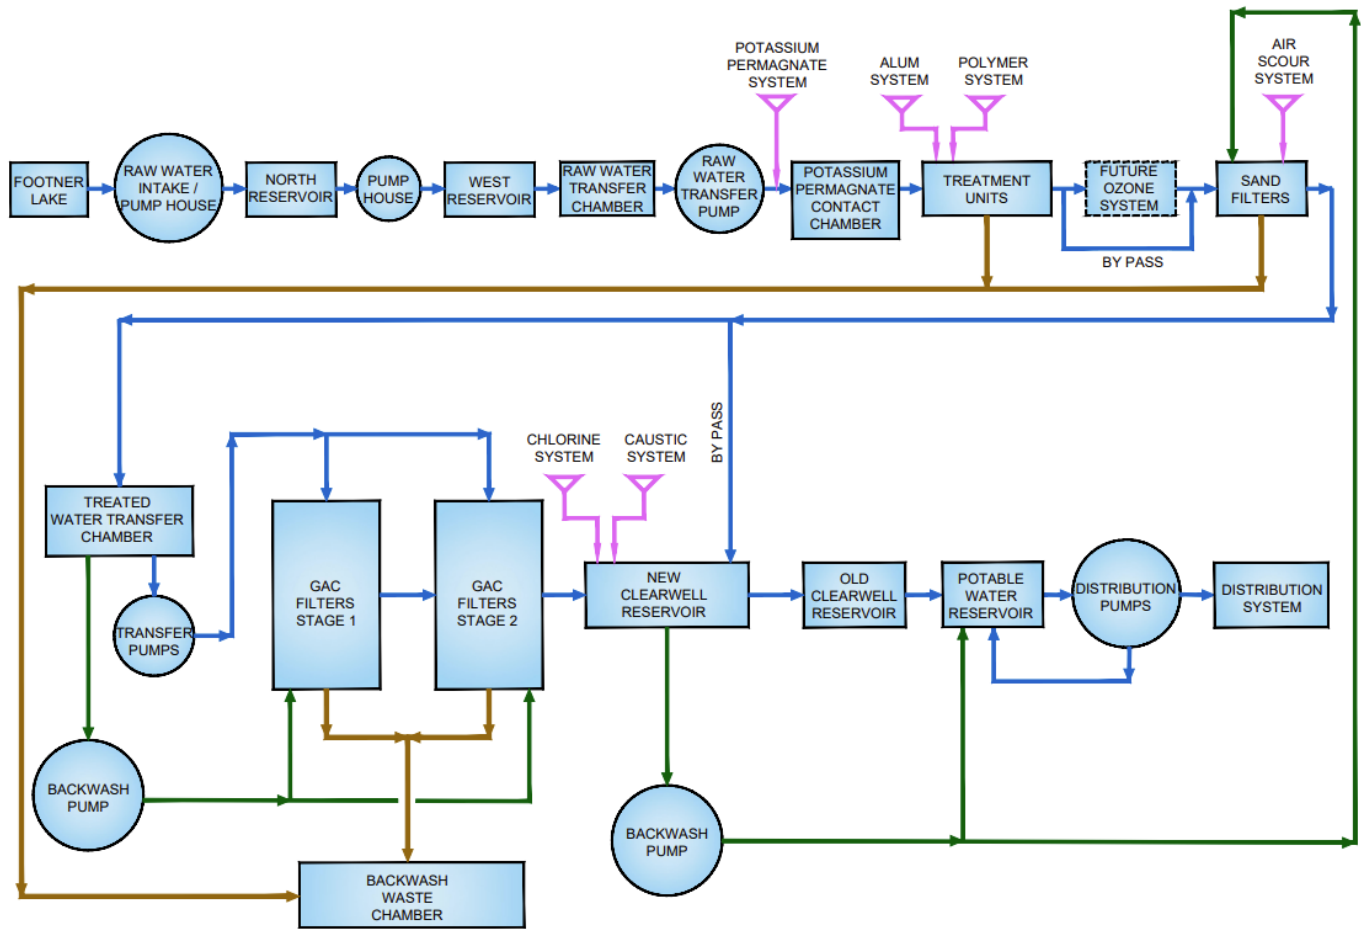 POTASSIUM
PERMAGNATE
SYSTEM
ALUM
SYSTEM
POLYMER
SYSTEM
AIR
SCOUR
SYSTEM
FOOTNER
LAKE
RAW WATER
INTAKE /
PUMP HOUSE
NORTH
RESERVOIR
PUMP
HOUSE
WEST
RESERVOIR
RAW WATER
TRANSFER
CHAMBER
RAW
WATER
TRANSFER
PUMP
POTASSIUM
PERMAGNATE
CONTACT
CHAMBER
TREATMENT
UNITS
FUTURE
OZONE
SYSTEM
SAND
FILTERS
BY PASS
BY PASS
CHLORINE
SYSTEM
CAUSTIC
SYSTEM
TREATED
WATER TRANSFER
CHAMBER
TRANSFER
PUMPS
GAC
FILTERS
STAGE 1
GAC
FILTERS
STAGE 2
NEW
CLEARWELL
RESERVOIR
OLD
CLEARWELL
RESERVOIR
POTABLE
WATER
RESERVOIR
DISTRIBUTION
PUMPS
DISTRIBUTION
SYSTEM
BACKWASH
PUMP
BACKWASH
PUMP
BACKWASH
WASTE
CHAMBER